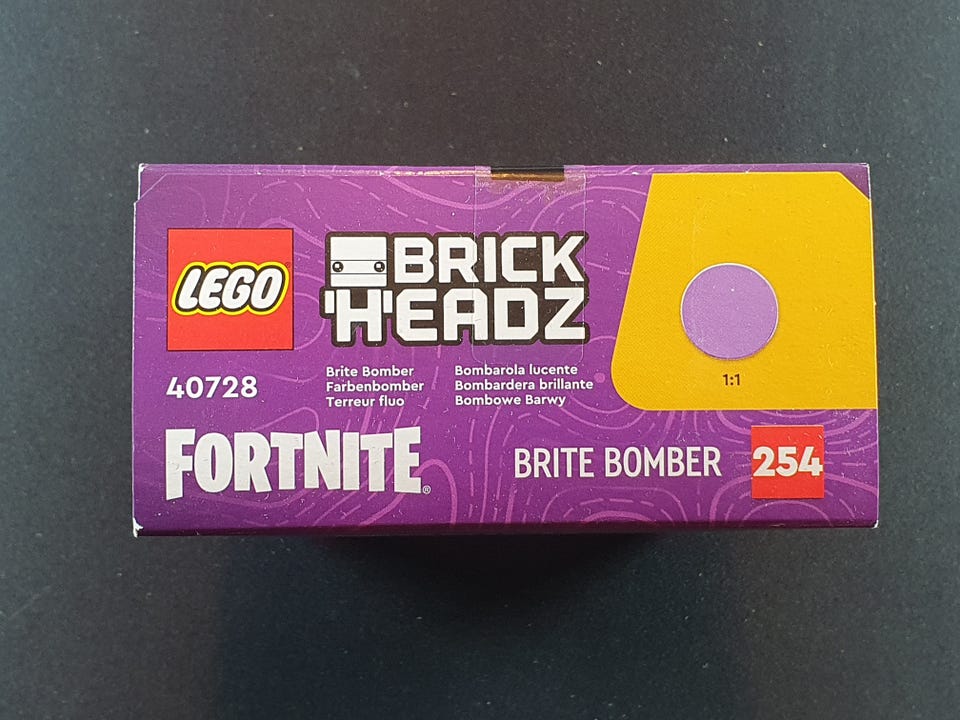 LEGO
BRICK
'H'EADZ
40728
Brite Bomber
Farbenbomber
Terreur fluo
Bombarola lucente
Bombardera brillante
Bombowe Barwy
1:1
FORTNITE®
BRITE BOMBER
254